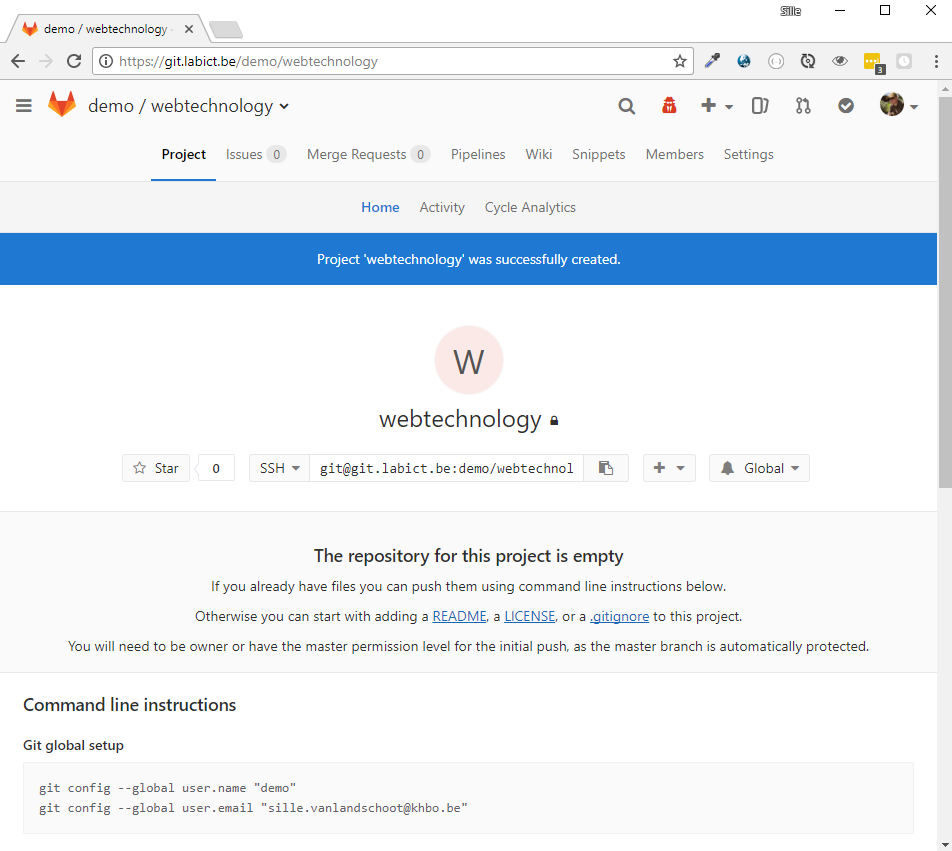 Sille
demo / webtechnology
https://git.labict.be/demo/webtechnology
3
demo / webtechnology
Project Issues 0 Merge Requests 0 Pipelines Wiki Snippets Members Settings
Home Activity Cycle Analytics
Project 'webtechnology' was successfully created.
W
webtechnology
Star 0 SSH git@git.labict.be:demo/webtechnol Global
The repository for this project is empty
If you already have files you can push them using command line instructions below.
Otherwise you can start with adding a README, a LICENSE, or a .gitignore to this project.
You will need to be owner or have the master permission level for the initial push, as the master branch is automatically protected.
Command line instructions
Git global setup
git config --global user.name "demo"
git config --global user.email "sille.vanlandschoot@khbo.be"